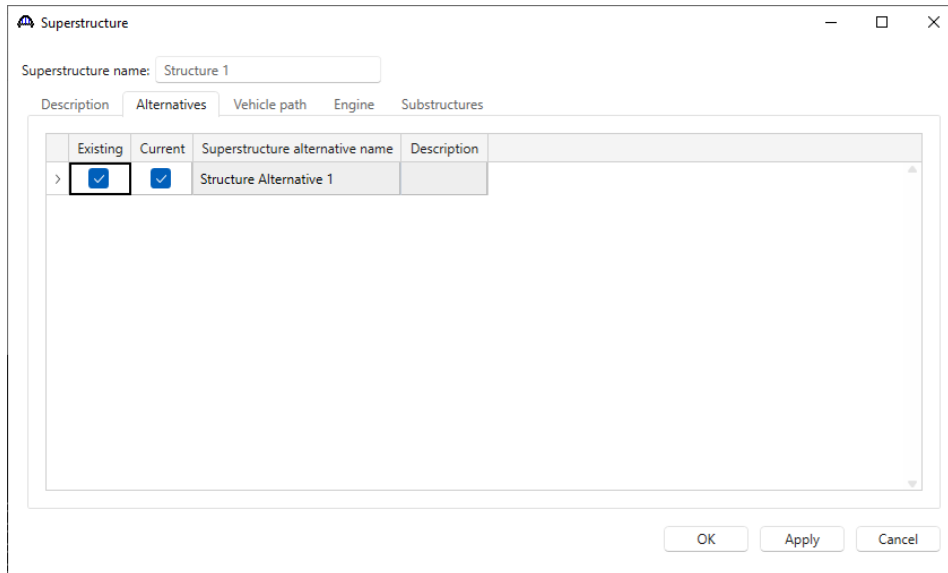 Superstructure
Superstructure name: Structure 1
Description Alternatives Vehicle path Engine Substructures
Existing Current Superstructure alternative name Description
Structure Alternative 1
OK Apply Cancel